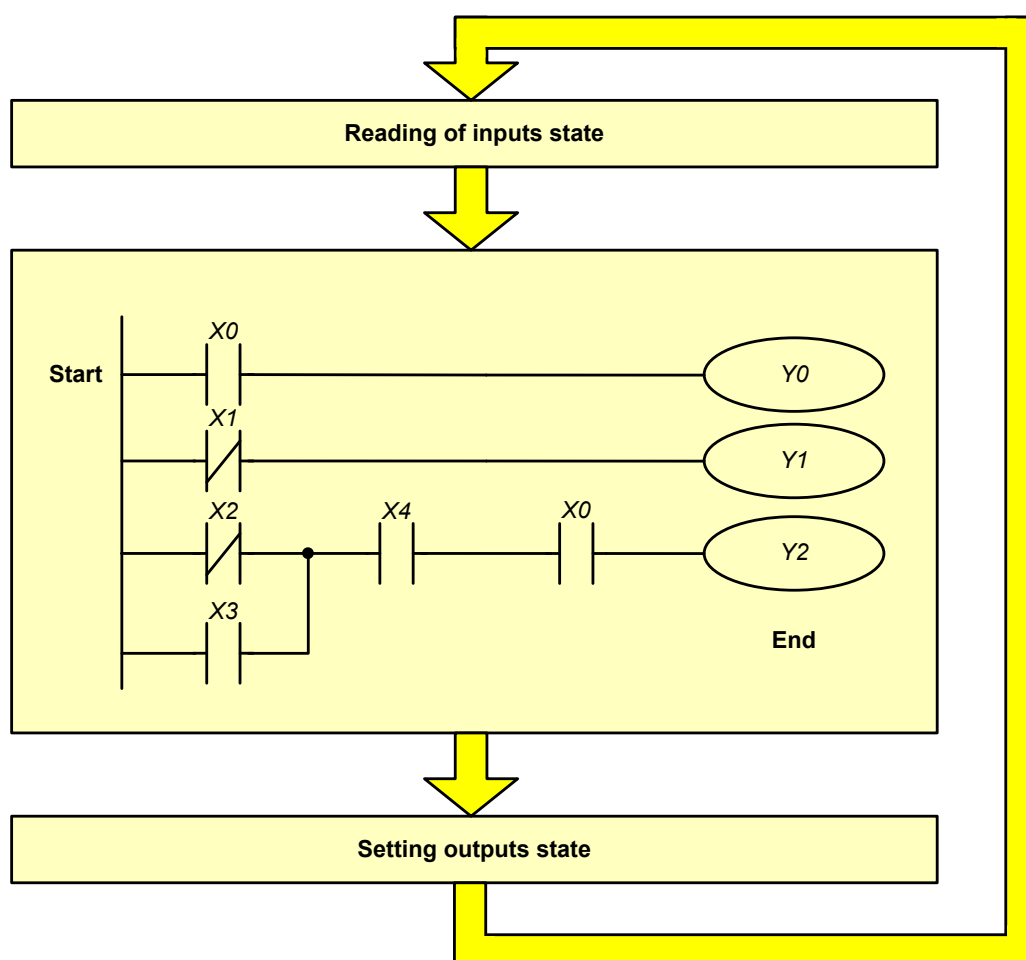 Reading of inputs state
X0
Start
Y0
X1
Y1
X2
X4
X0
Y2
X3
End
Setting outputs state